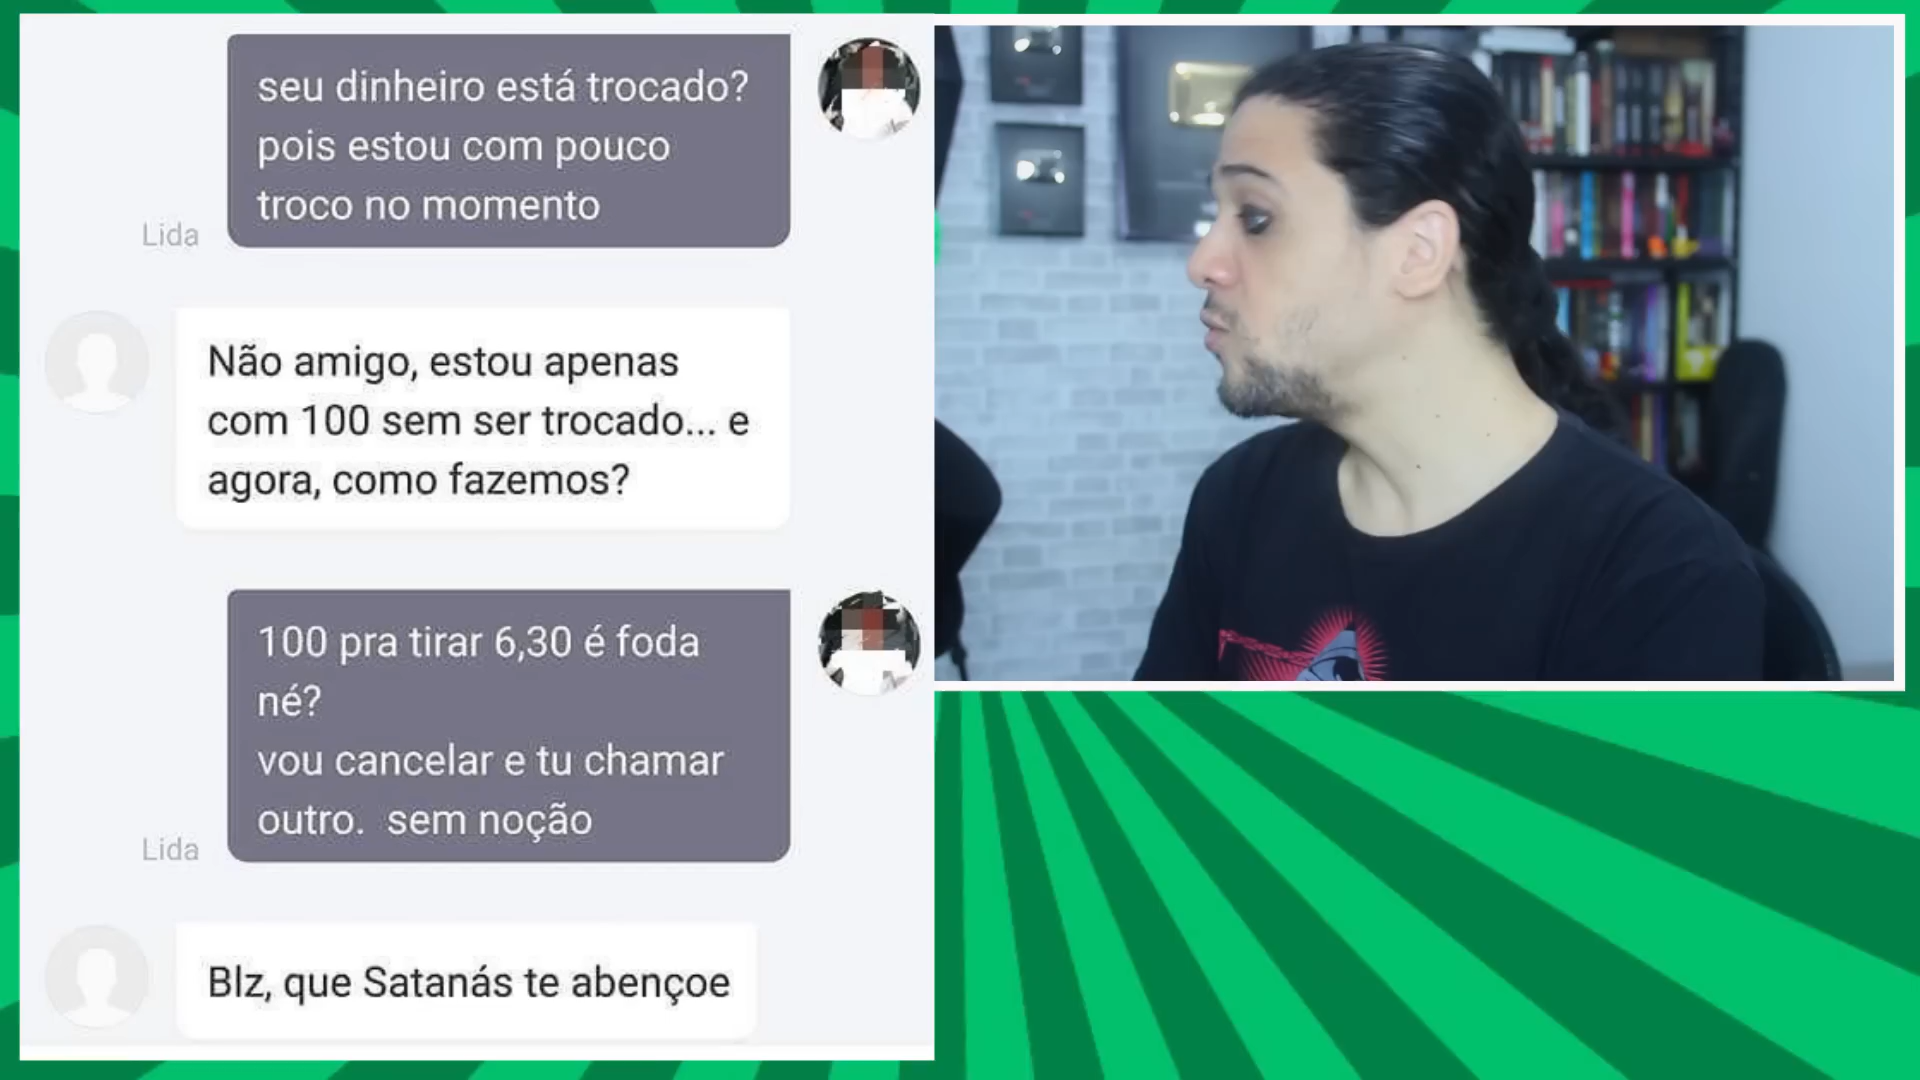 seu dinheiro está trocado?
pois estou com pouco
troco no momento
Lida
Não amigo, estou apenas
com 100 sem ser trocado... e
agora, como fazemos?
100 pra tirar 6,30 é foda
né?
vou cancelar e tu chamar
outro.  sem noção
Lida
Blz, que Satanás te abençoe